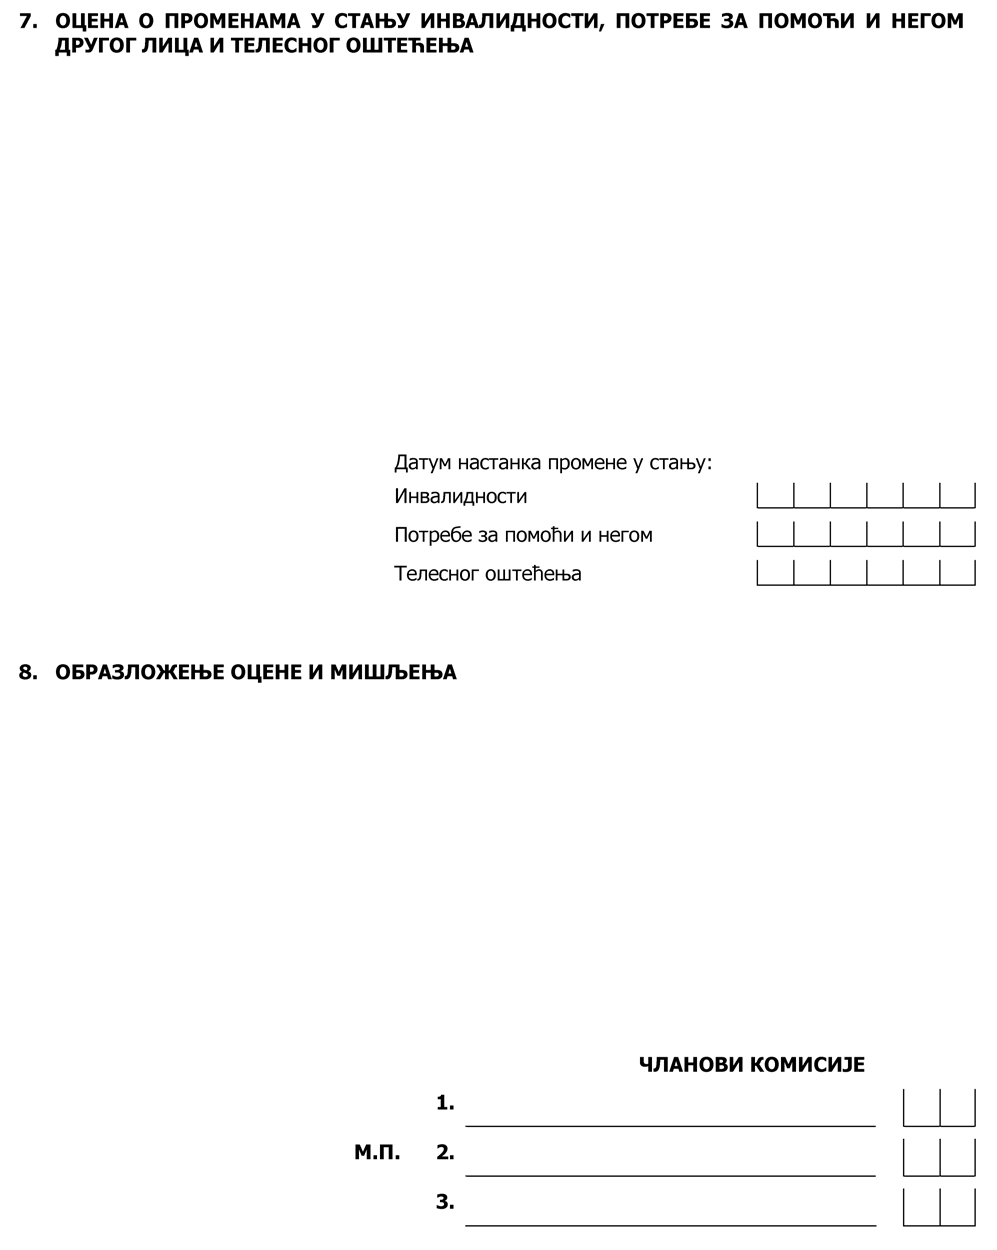 7. ОЦЕНА О ПРОМЕНАМА У СТАЊУ ИНВАЛИДНОСТИ, ПОТРЕБЕ ЗА ПОМОЋИ И НЕГОМ
ДРУГОГ ЛИЦА И ТЕЛЕСНОГ ОШТЕЋЕЊА
Датум настанка промене у стању:
Инвалидности
Потребе за помоћи и негом
Телесног оштећења
8. ОБРАЗЛОЖЕЊЕ ОЦЕНЕ И МИШЉЕЊА
ЧЛАНОВИ КОМИСИЈЕ
1.
М.П. 2.
3.